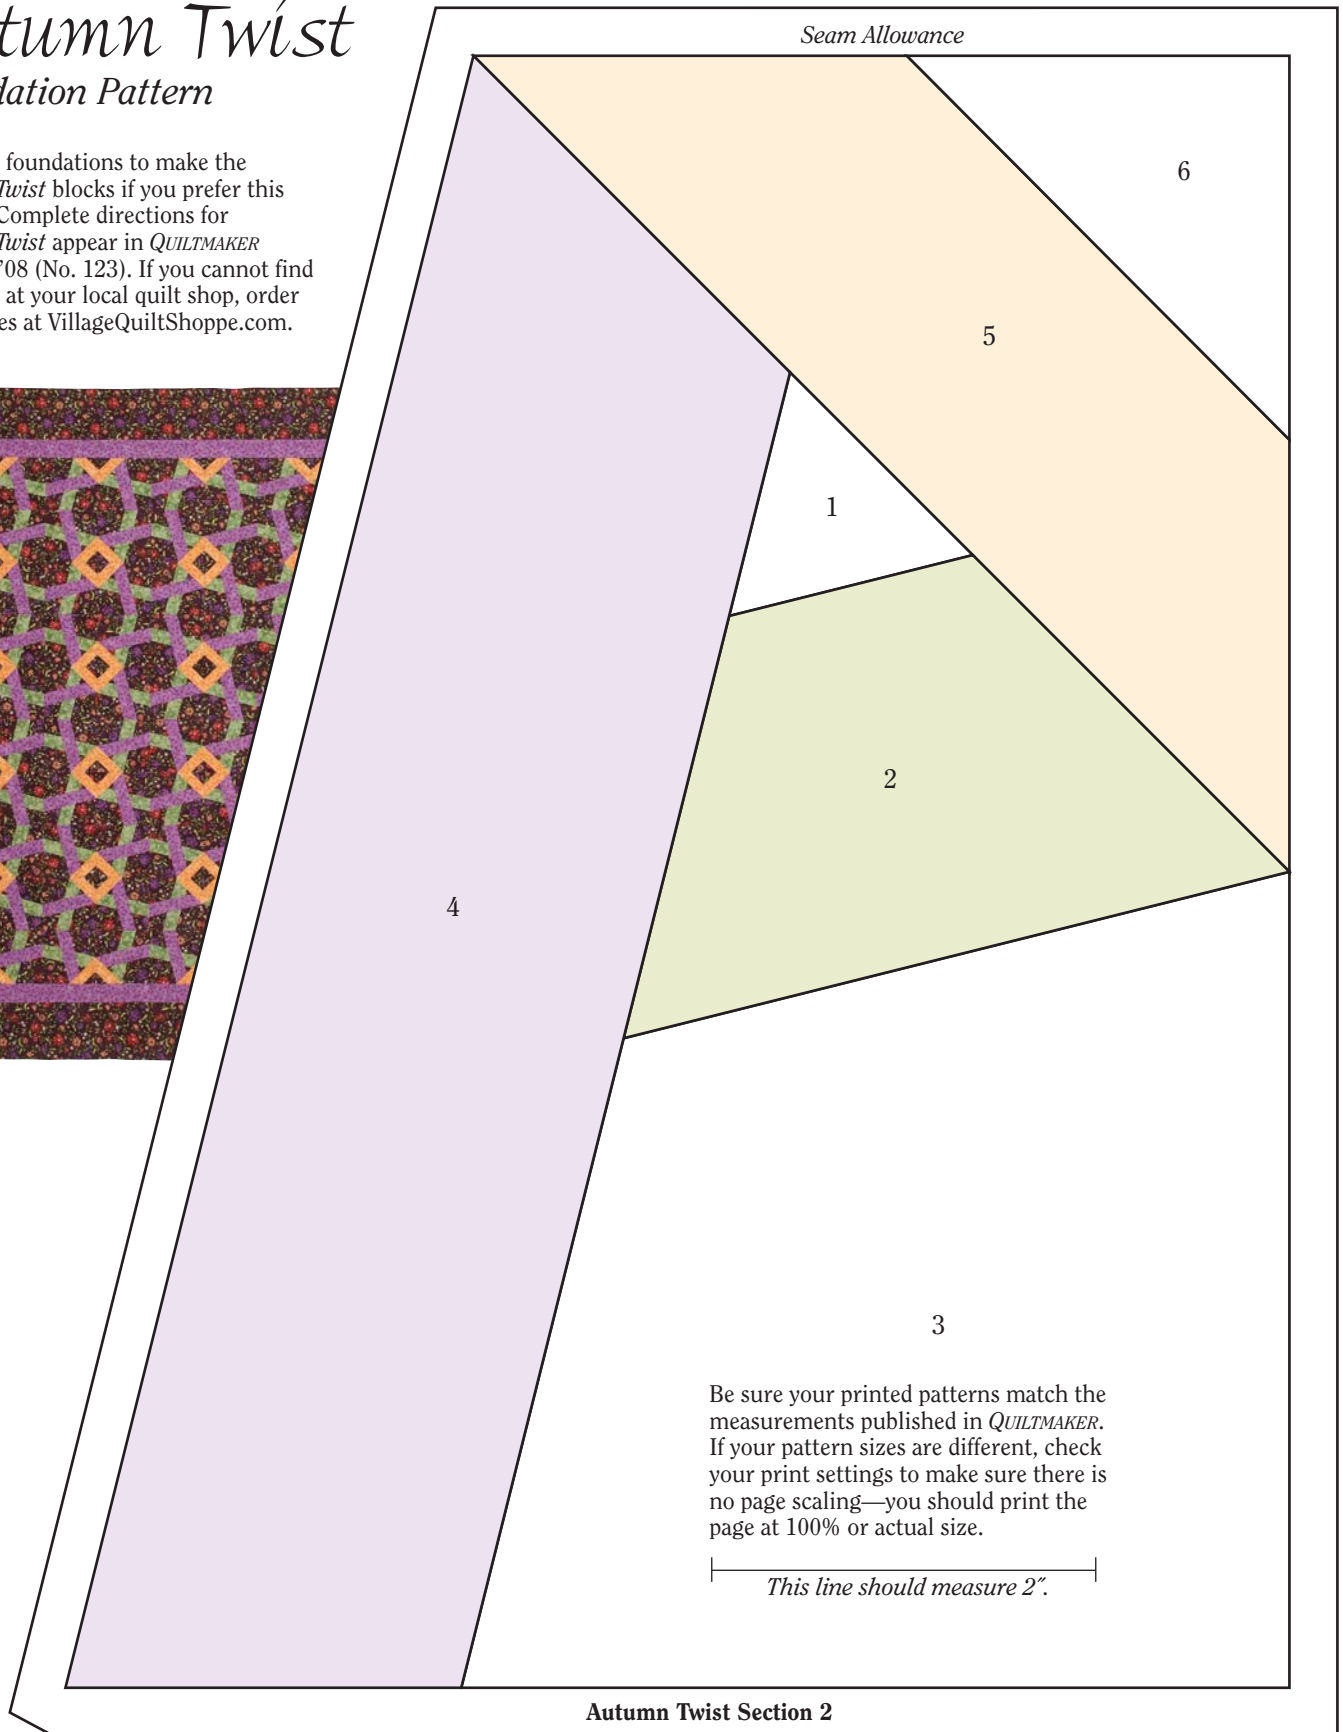 Twist
Pattern
foundations to make the
Twist blocks if you prefer this
Complete directions for
Twist appear in QUILTMAKER
'08 (No. 123). If you cannot find
at your local quilt shop, order
at VillageQuiltShoppe.com.
Seam Allowance
6
5
1
2
4
3
Be sure your printed patterns match the
measurements published in QUILTMAKER.
If your pattern sizes are different, check
your print settings to make sure there is
no page scaling—you should print the
page at 100% or actual size.
This line should measure 2˝.
Autumn Twist Section 2